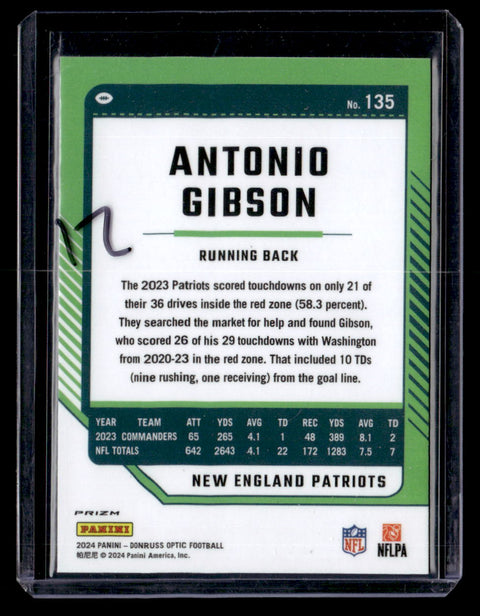 No. 135
ANTONIO
GIBSON
12
RUNNING BACK
The 2023 Patriots scored touchdowns on only 21 of
their 36 drives inside the red zone (58.3 percent).
They searched the market for help and found Gibson,
who scored 26 of his 29 touchdowns with Washington
from 2020-23 in the red zone. That included 10 TDs
(nine rushing, one receiving) from the goal line.
YEAR TEAM ATT YDS AVG TD REC YDS AVG TD
2023 COMMANDERS 65 265 4.1 1 48 389 8.1 2
NFL TOTALS 642 2643 4.1 22 172 1283 7.5 7
NEW ENGLAND PATRIOTS
PRIZM
PANINI
2024 PANINI – DONRUSS OPTIC FOOTBALL
帕尼尼 © 2024 Panini America, Inc.
NFL
NFLPA